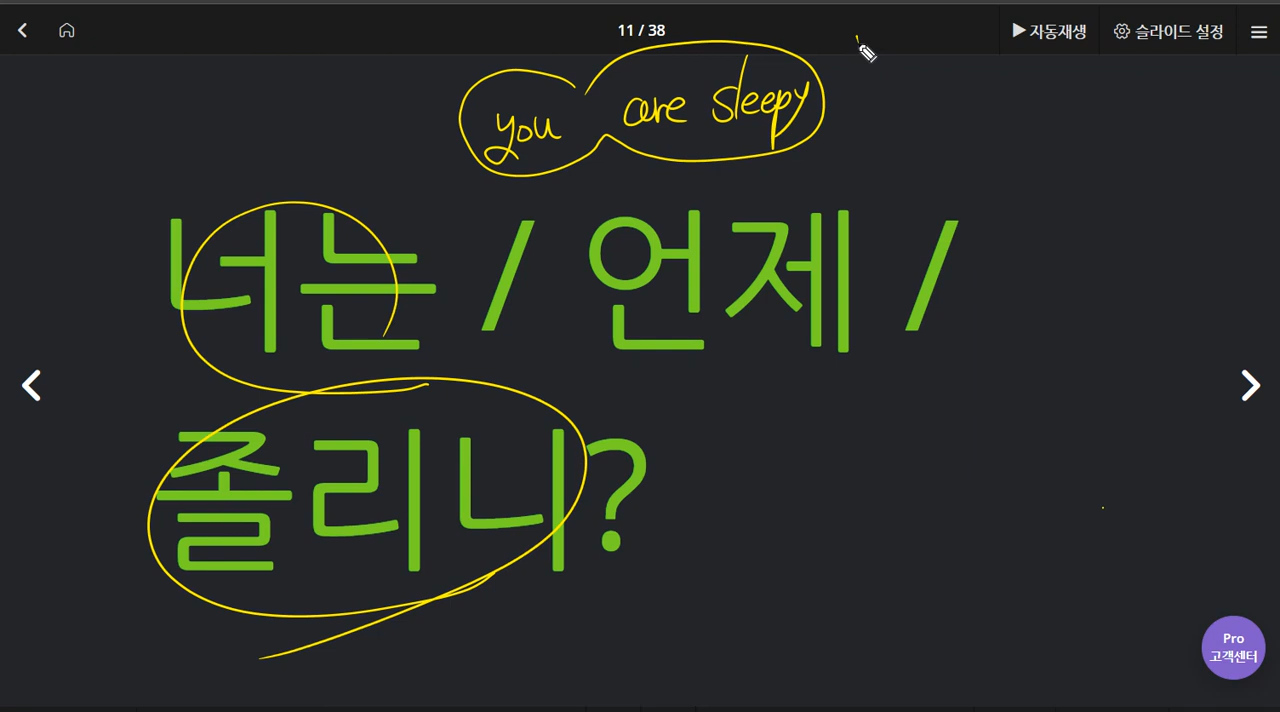 11 / 38
▶ 자동재생
슬라이드 설정
you are sleepy
너는 / 언제 /
졸리니?
Pro
고객센터